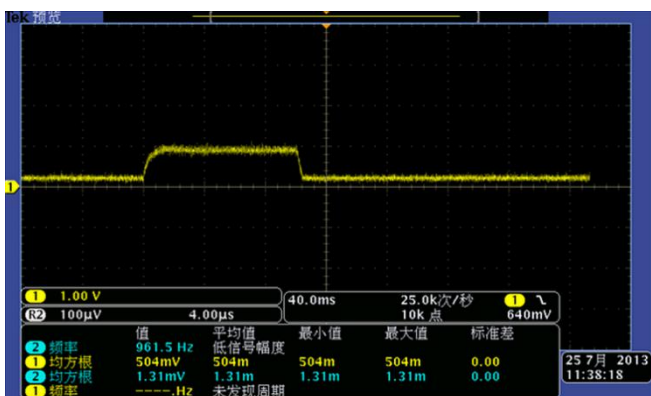 Tek 预览
1
1 1.00 V
R2 100μV 4.00μs
40.0ms 25.0k次/秒 1
10k 点 640mV
值 平均值 最小值 最大值 标准差
2 频率 961.5 Hz 低信号幅度
1 均方根 504mV 504m 504m 504m 0.00
2 均方根 1.31mV 1.31m 1.31m 1.31m 0.00
1 频率 ----.Hz 未发现周期
25 7月 2013
11:38:18